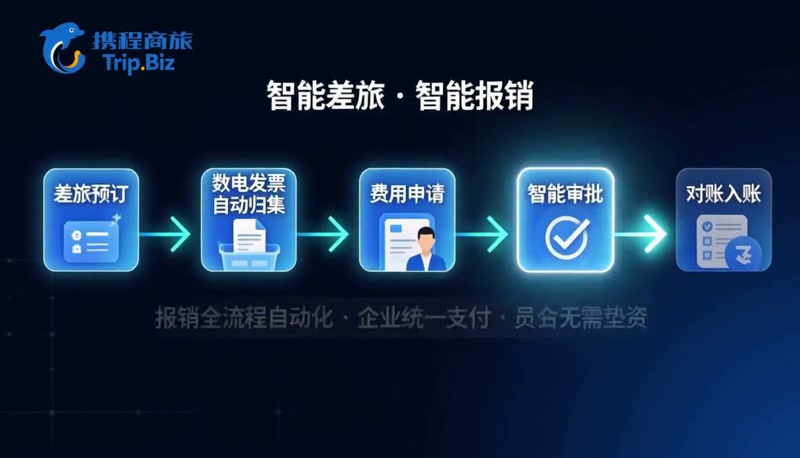 携程商旅
Trip.Biz
智能差旅 · 智能报销
差旅预订
数电发票
自动归集
费用申请
智能审批
对账入账
报销全流程自动化 · 企业统一支付 · 员合无需垫资